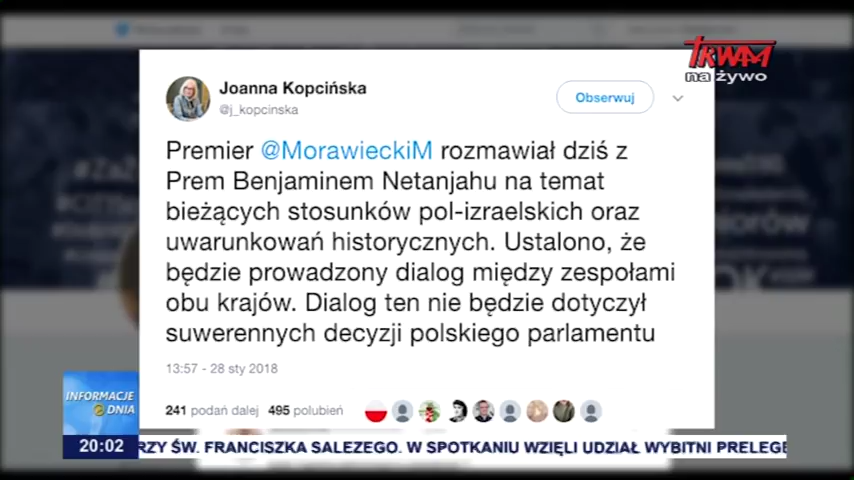 TRWAM
na żywo
Joanna Kopcińska
@j_kopcinska
Obserwuj
Premier @MorawieckiM rozmawiał dziś z
Prem Benjaminem Netanjahu na temat
bieżących stosunków pol-izraelskich oraz
uwarunkowań historycznych. Ustalono, że
będzie prowadzony dialog między zespołami
obu krajów. Dialog ten nie będzie dotyczył
suwerennych decyzji polskiego parlamentu
13:57 - 28 sty 2018
241 podań dalej 495 polubień
INFORMACJE
DNIA
20:02
RZY ŚW. FRANCISZKA SALEZEGO. W SPOTKANIU WZIĘLI UDZIAŁ WYBITNI PRELEGE